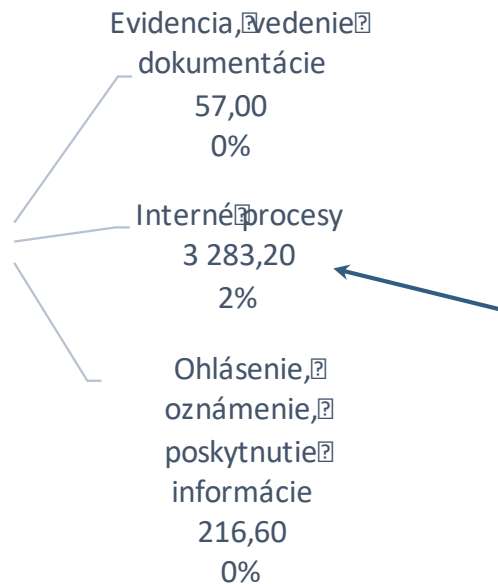 Evidencia, vedenie
dokumentácie
57,00
0%
Interné procesy
3 283,20
2%
Ohlásenie,
oznámenie,
poskytnutie
informácie
216,60
0%